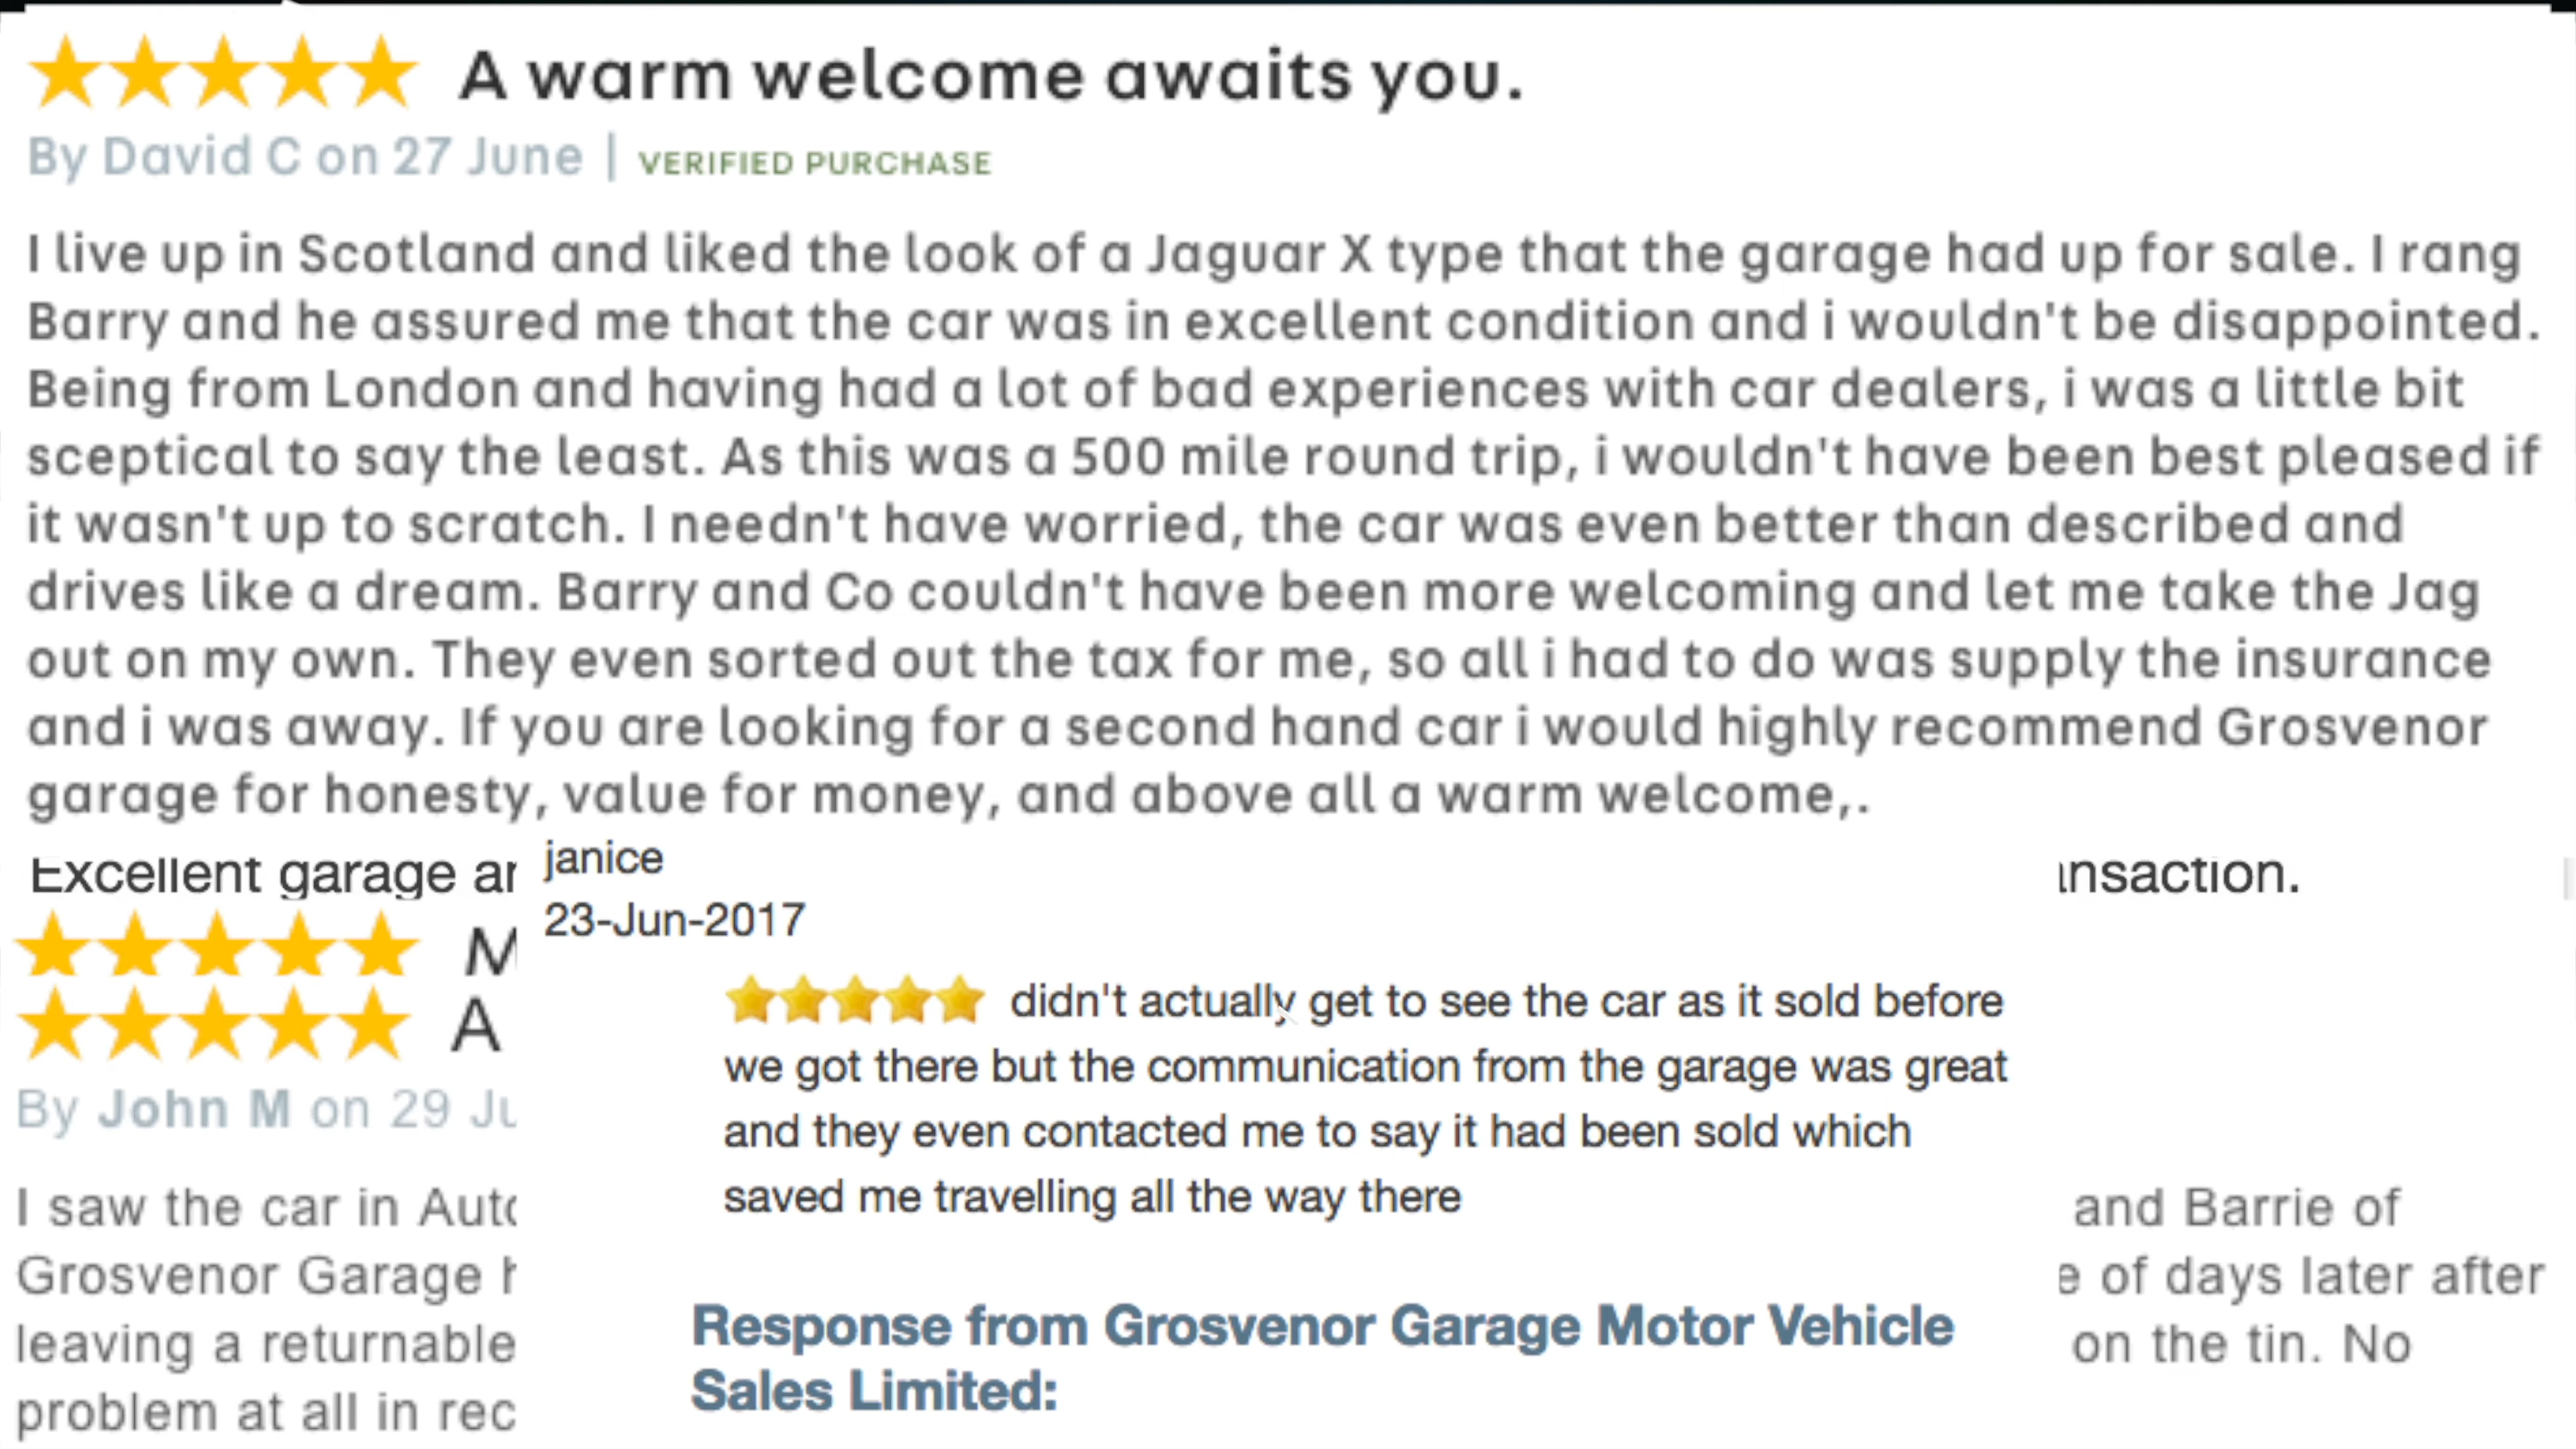 A warm welcome awaits you.
By David C on 27 June | VERIFIED PURCHASE
I live up in Scotland and liked the look of a Jaguar X type that the garage had up for sale. I rang
Barry and he assured me that the car was in excellent condition and i wouldn't be disappointed.
Being from London and having had a lot of bad experiences with car dealers, i was a little bit
sceptical to say the least. As this was a 500 mile round trip, i wouldn't have been best pleased if
it wasn't up to scratch. I needn't have worried, the car was even better than described and
drives like a dream. Barry and Co couldn't have been more welcoming and let me take the Jag
out on my own. They even sorted out the tax for me, so all i had to do was supply the insurance
and i was away. If you are looking for a second hand car i would highly recommend Grosvenor
garage for honesty, value for money, and above all a warm welcome,.
Excellent garage
janice
23-Jun-2017
didn't actually get to see the car as it sold before
we got there but the communication from the garage was great
and they even contacted me to say it had been sold which
saved me travelling all the way there
Response from Grosvenor Garage Motor Vehicle
Sales Limited:
A
By John M on 29
I saw the car in
Grosvenor Garage
leaving a returnable
problem at all in
and Barrie of
of days later after
on the tin. No